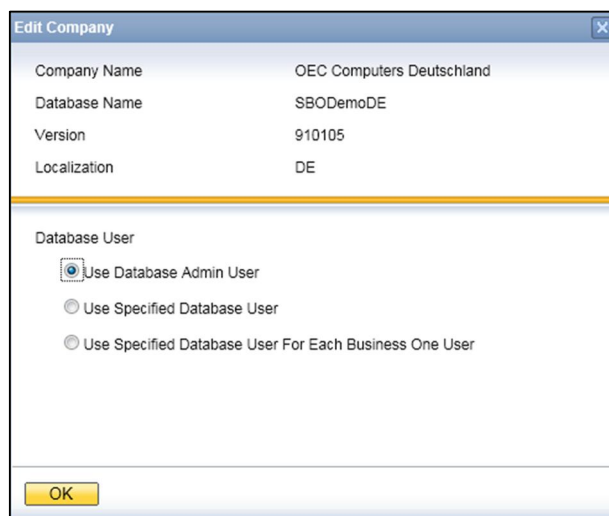 Edit Company
Company Name OEC Computers Deutschland
Database Name SBODemoDE
Version 910105
Localization DE
Database User
Use Database Admin User
Use Specified Database User
Use Specified Database User For Each Business One User
OK